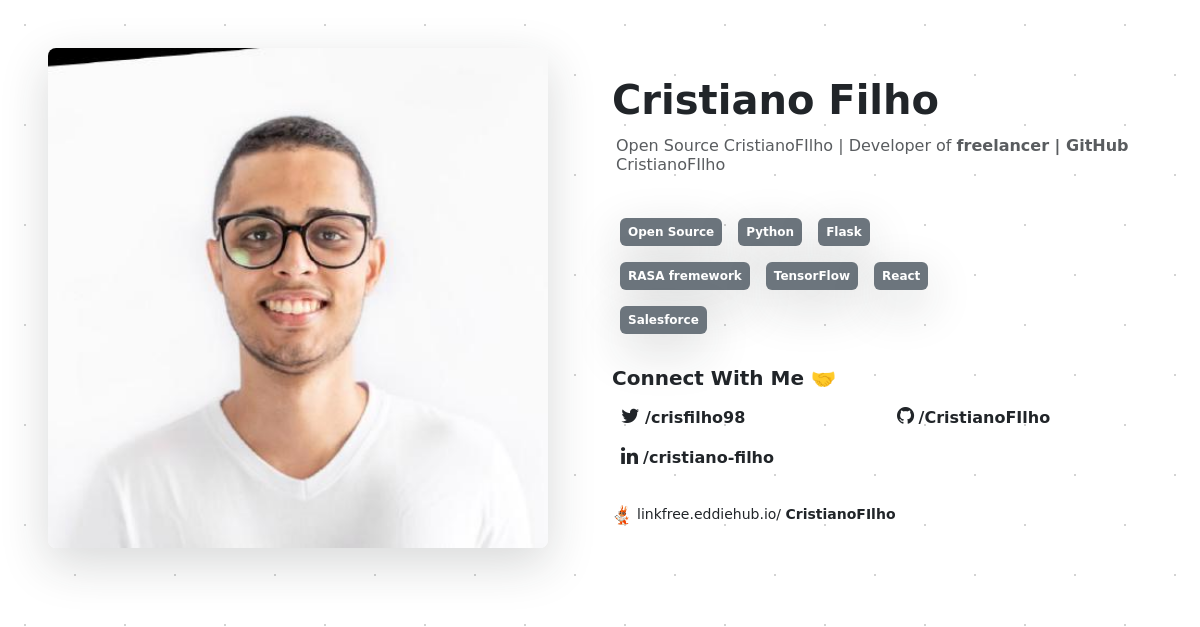 Cristiano Filho
Open Source CristianoFIlho | Developer of freelancer | GitHub
CristianoFIlho
Open Source Python Flask
RASA fremework TensorFlow React
Salesforce
Connect With Me 🤝
/crisfilho98 /CristianoFIlho
/cristiano-filho
linkfree.eddiehub.io/ CristianoFIlho